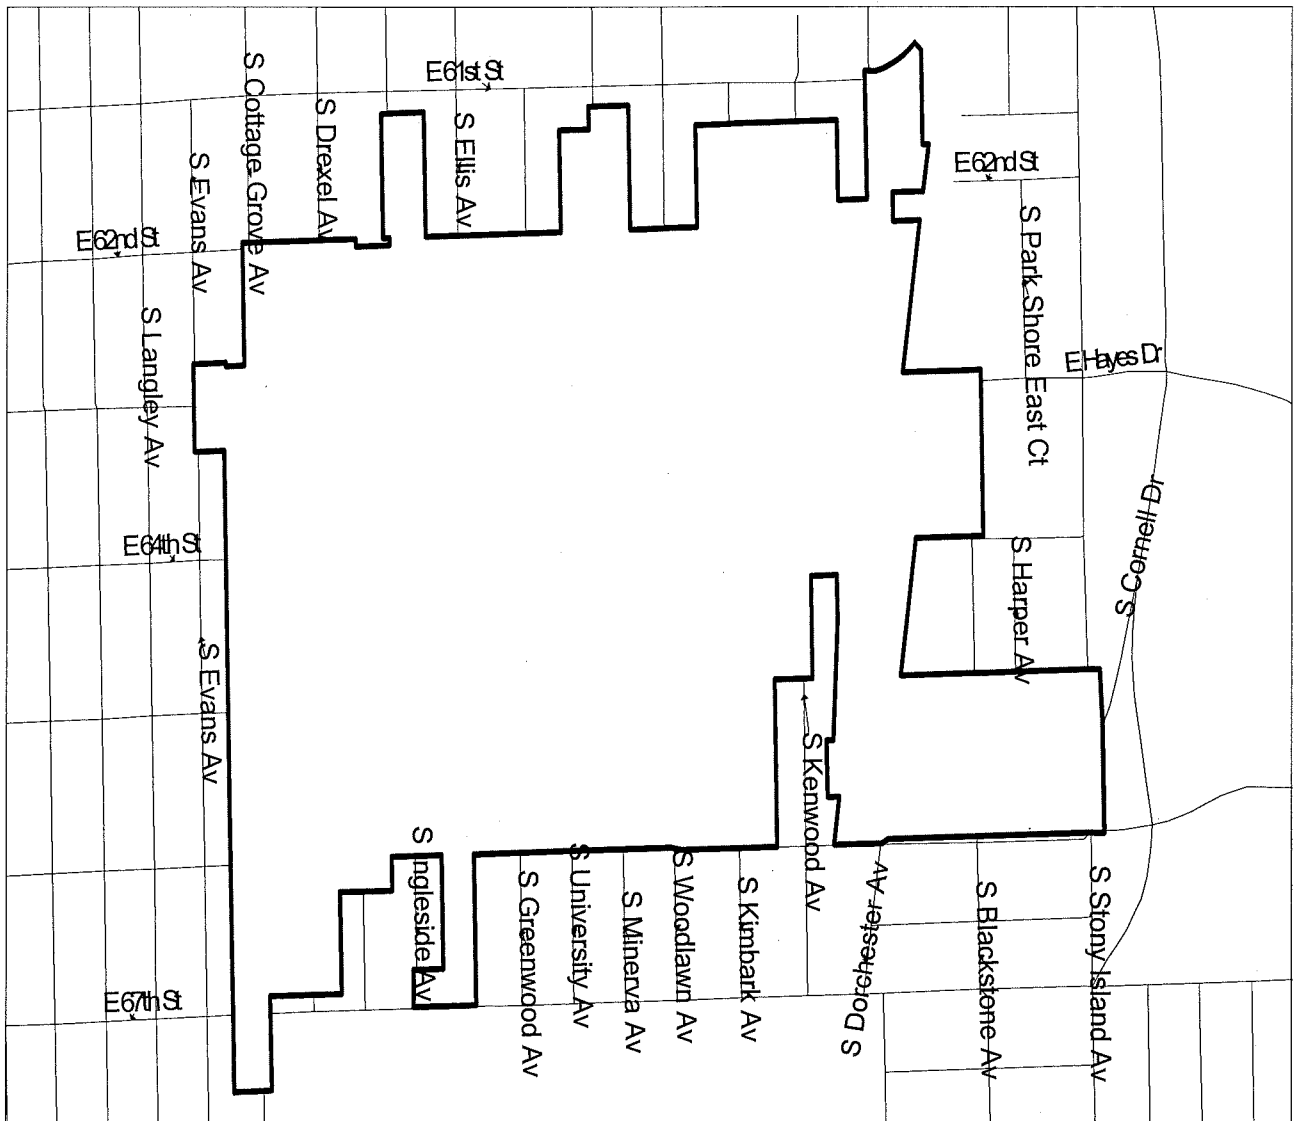 E 61st St
S Cottage Grove Av
S Drexel Av
S Ellis Av
S Evans Av
E 62nd St
E 62nd St
S Park Shore East Ct
S Langley Av
E Hayes Dr
S Cornell Dr
E 64th St
S Harper Av
S Evans Av
S Kenwood Av
S Ingleside Av
S Greenwood Av
S University Av
S Minerva Av
S Woodlawn Av
S Kimbark Av
S Dorchester Av
S Blackstone Av
S Stony Island Av
E 67th St